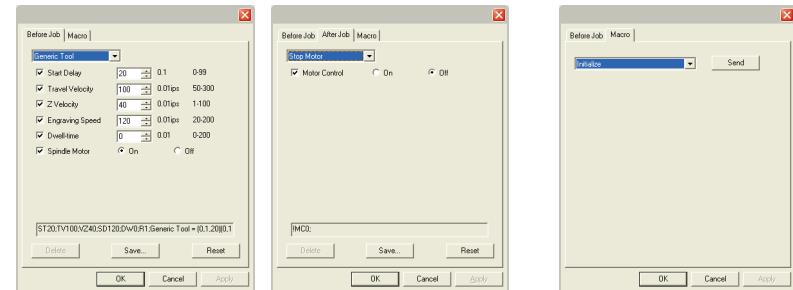 Before Job Macro
Generic Tool
Start Delay 20 0.1 0-99
Travel Velocity 100 0.01ips 50-300
Z Velocity 40 0.01ips 1-100
Engraving Speed 120 0.01ips 20-200
Dwell-time 0 0.01 0-200
Spindle Motor On Off
ST20;TV100;VZ40;SD120;DW0;R1;Generic Tool = (0,1,20)(0,1
Delete Save... Reset
OK Cancel Apply
Before Job After Job Macro
Stop Motor
Motor Control On Off
!MC0;
Delete Save... Reset
OK Cancel Apply
Before Job Macro
Initialize Send
OK Cancel Apply